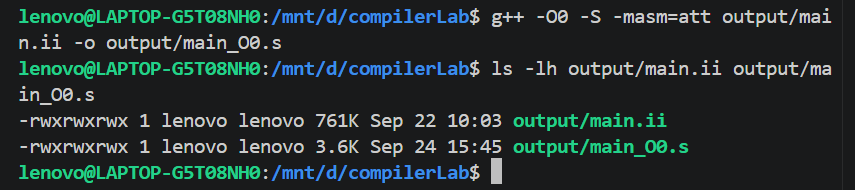 lenovo@LAPTOP-G5T08NH0:/mnt/d/compilerLab$ g++ -O0 -S -masm=att output/mai
n.ii -o output/main_O0.s
lenovo@LAPTOP-G5T08NH0:/mnt/d/compilerLab$ ls -lh output/main.ii output/ma
in_O0.s
-rwxrwxrwx 1 lenovo lenovo 761K Sep 22 10:03 output/main.ii
-rwxrwxrwx 1 lenovo lenovo 3.6K Sep 24 15:45 output/main_O0.s
lenovo@LAPTOP-G5T08NH0:/mnt/d/compilerLab$